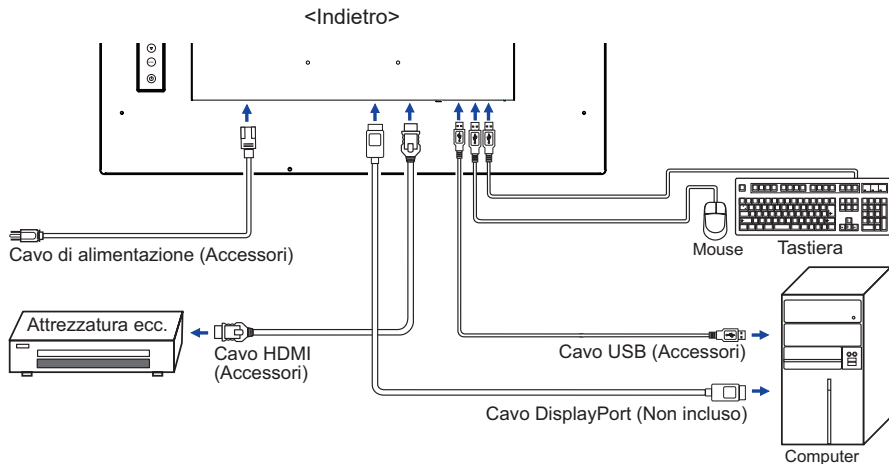 <Indietro>
Cavo di alimentazione (Accessori)
Mouse
Tastiera
Attrezzatura ecc.
Cavo HDMI
(Accessori)
Cavo USB (Accessori)
Cavo DisplayPort (Non incluso)
Computer